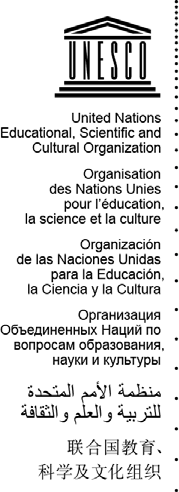 UNESCO
United Nations
Educational, Scientific and
Cultural Organization
Organisation
des Nations Unies
pour l'éducation,
la science et la culture
Organización
de las Naciones Unidas
para la Educación,
la Ciencia y la Cultura
Организация
Объединенных Наций по
вопросам образования,
науки и культуры
منظمة الأمم المتحدة
للتربية والعلم والثقافة
联合国教育、
科学及文化组织